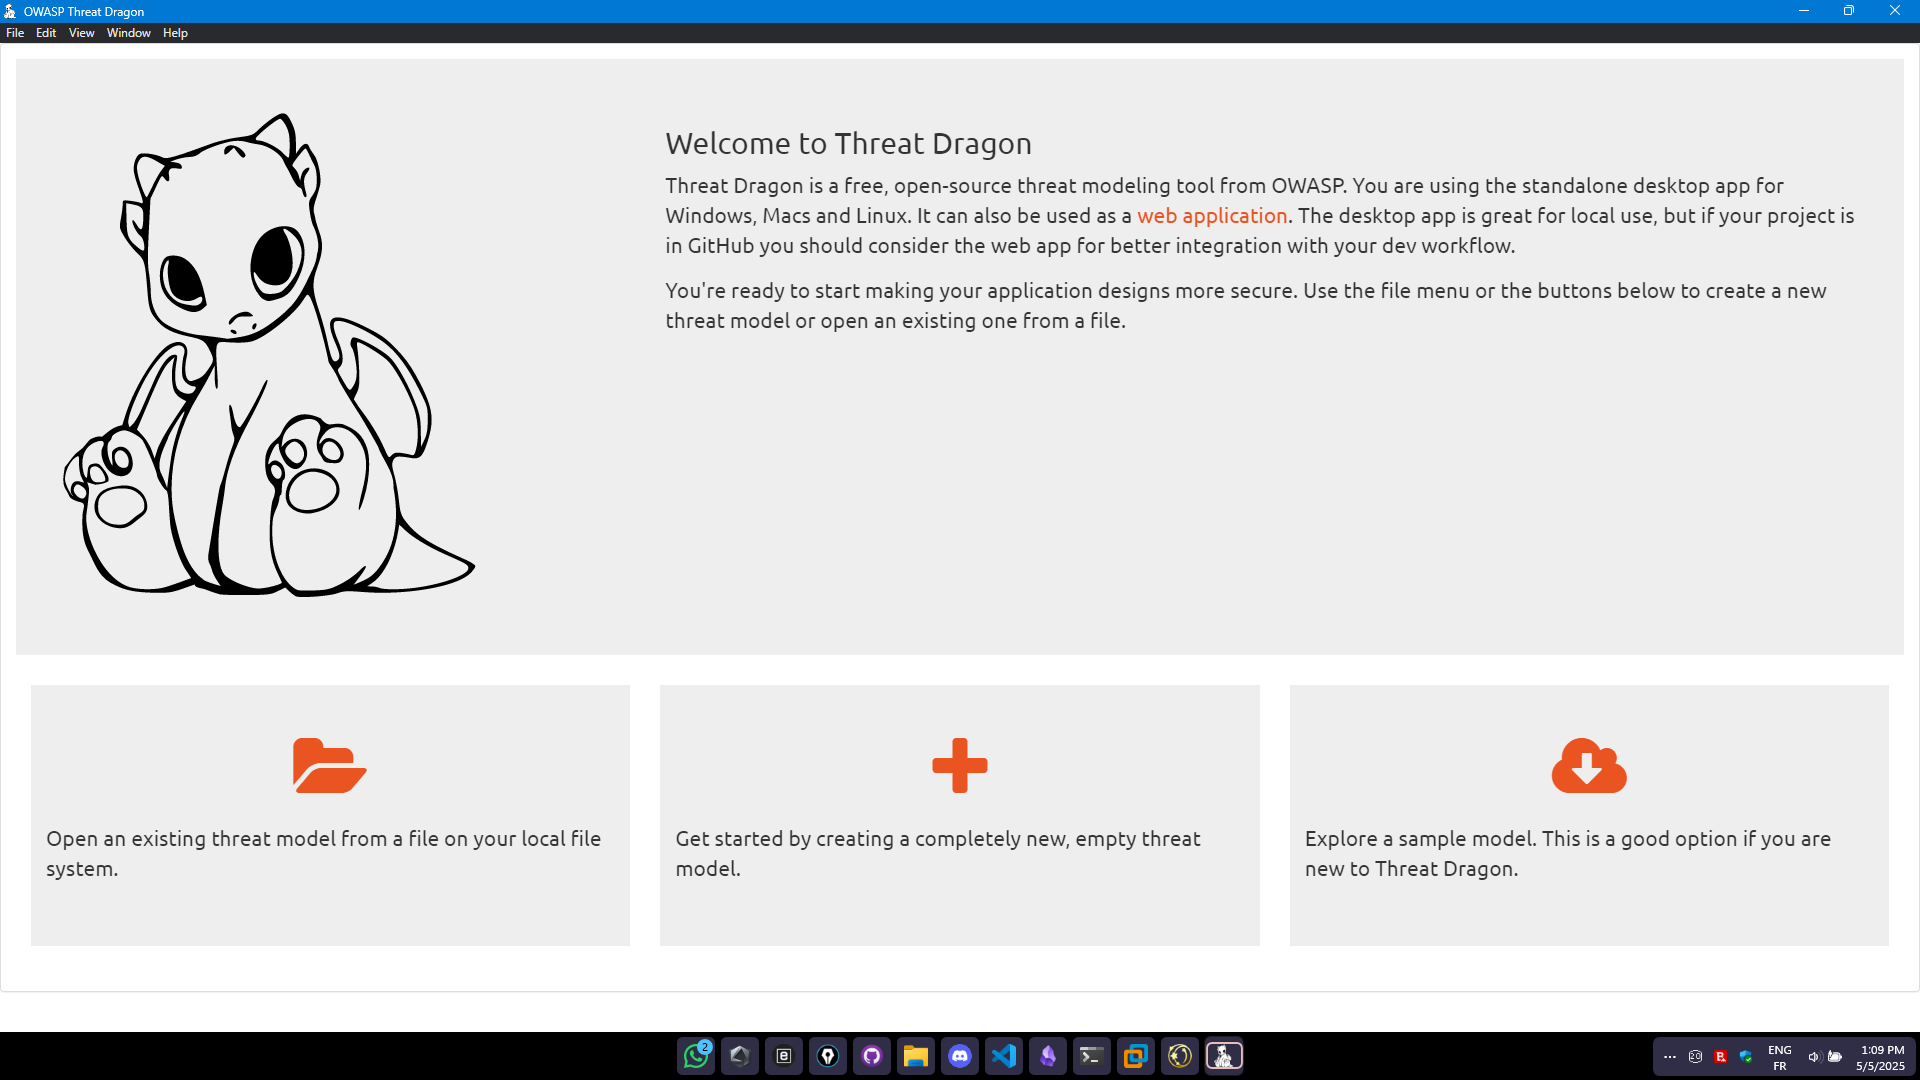 OWASP Threat Dragon
File Edit View Window Help
Welcome to Threat Dragon
Threat Dragon is a free, open-source threat modeling tool from OWASP. You are using the standalone desktop app for
Windows, Macs and Linux. It can also be used as a web application. The desktop app is great for local use, but if your project is
in GitHub you should consider the web app for better integration with your dev workflow.
You're ready to start making your application designs more secure. Use the file menu or the buttons below to create a new
threat model or open an existing one from a file.
Open an existing threat model from a file on your local file
system.
Get started by creating a completely new, empty threat
model.
Explore a sample model. This is a good option if you are
new to Threat Dragon.
2
ENG
FR
1:09 PM
5/5/2025